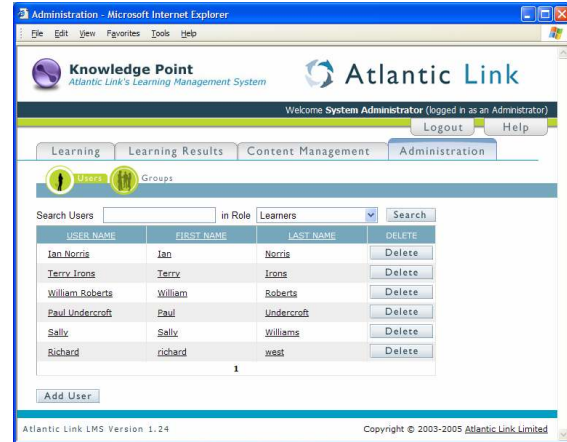 Administration - Microsoft Internet Explorer
File Edit View Favorites Tools Help
Knowledge Point
Atlantic Link's Learning Management System
Atlantic Link
Welcome System Administrator (logged in as an Administrator)
Logout Help
Learning Learning Results Content Management Administration
Users Groups
Search Users in Role Learners Search
USER NAME FIRST NAME LAST NAME DELETE
Ian Norris Ian Norris Delete
Terry Irons Terry Irons Delete
William Roberts William Roberts Delete
Paul Undercroft Paul Undercroft Delete
Sally Sally Williams Delete
Richard richard west Delete
1
Add User
Atlantic Link LMS Version 1.24 Copyright © 2003-2005 Atlantic Link Limited